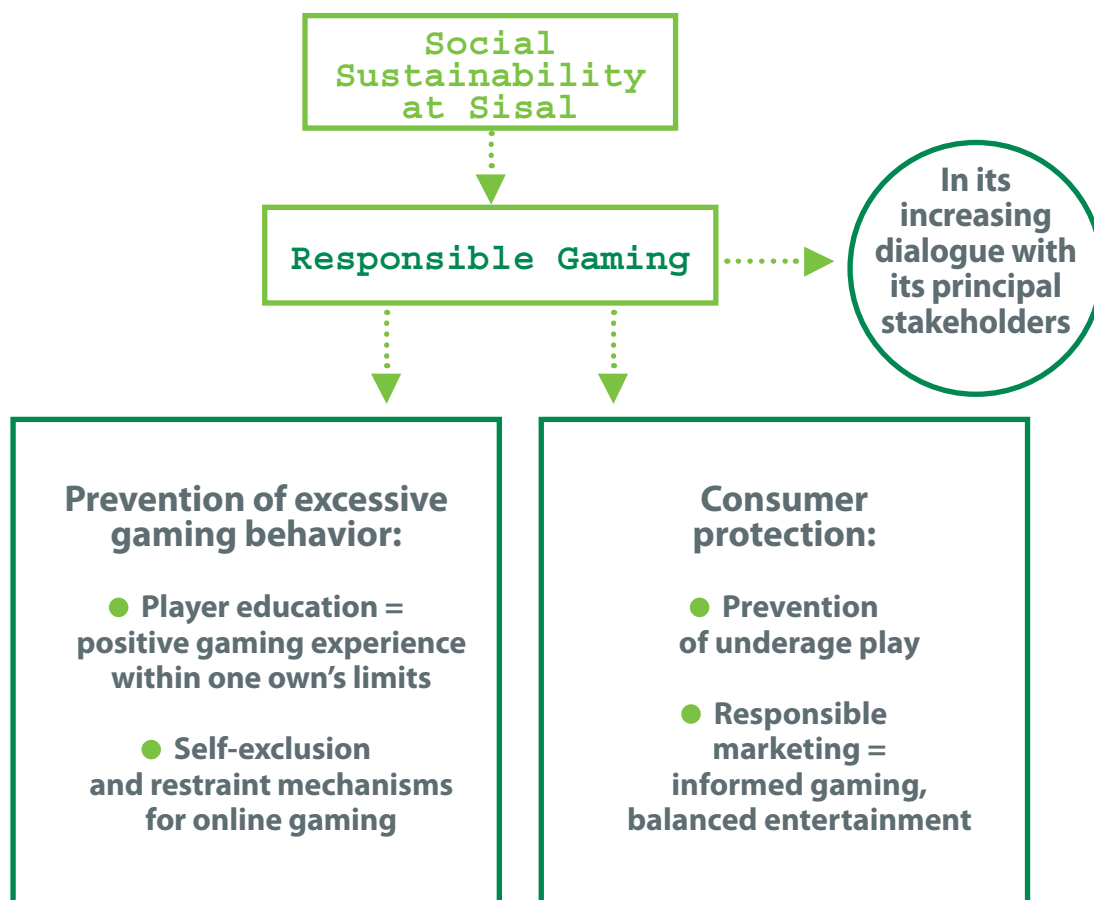 Social
Sustainability
at Sisal
Responsible Gaming
In its
increasing
dialogue with
its principal
stakeholders
Prevention of excessive
gaming behavior:
● Player education =
positive gaming experience
within one own’s limits
● Self-exclusion
and restraint mechanisms
for online gaming
Consumer
protection:
● Prevention
of underage play
● Responsible
marketing =
informed gaming,
balanced entertainment